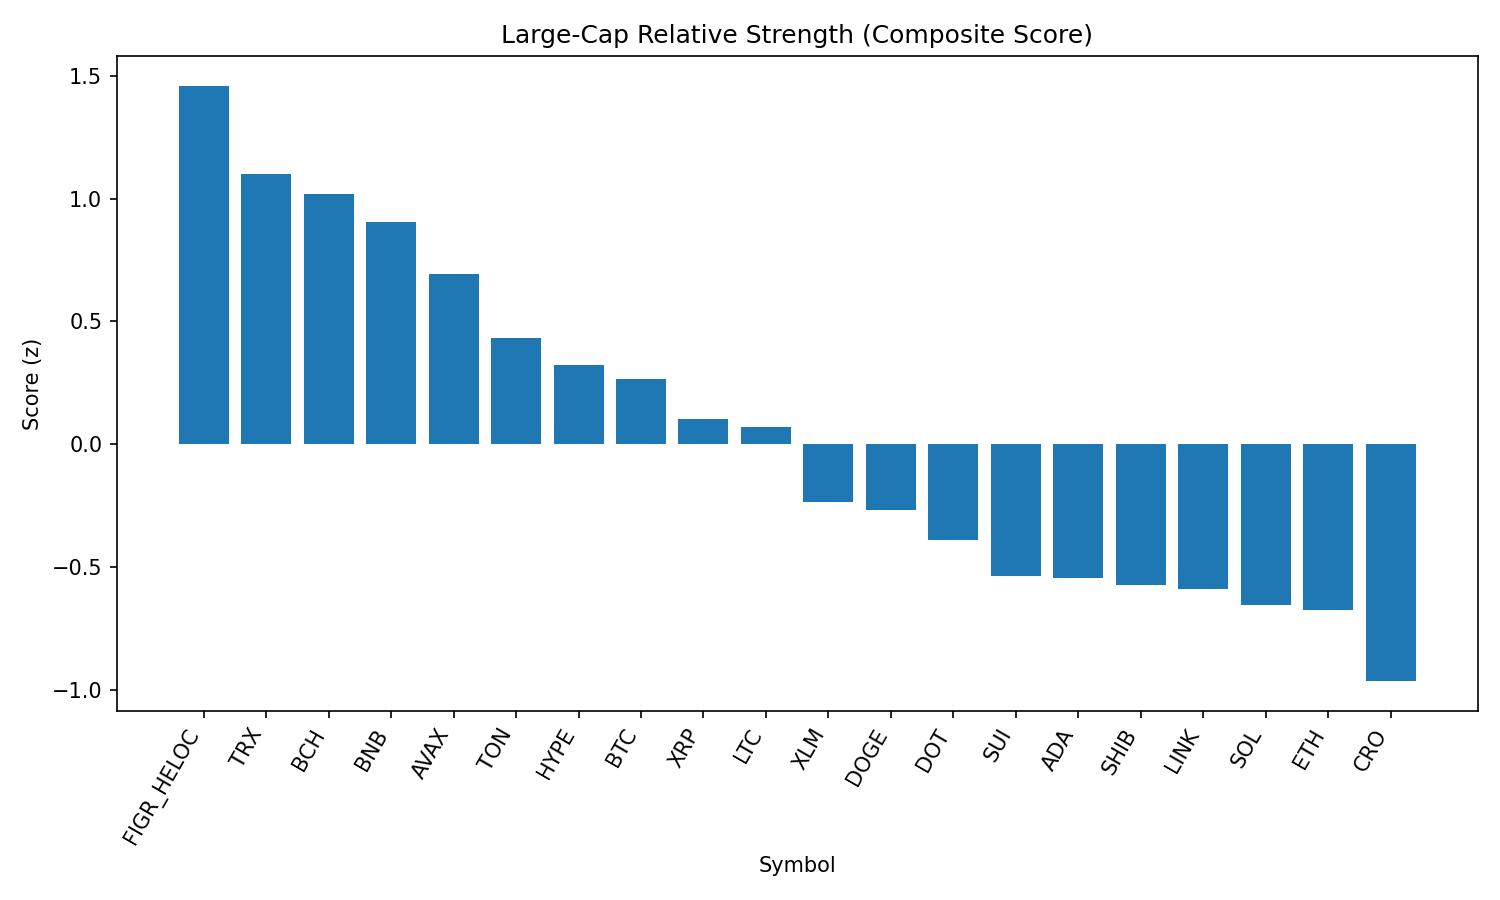 Large-Cap Relative Strength (Composite Score)
Score (z)
1.5
1.0
0.5
0.0
−0.5
−1.0
FIGR_HELOC
TRX
BCH
BNB
AVAX
TON
HYPE
BTC
XRP
LTC
XLM
DOGE
DOT
SUI
ADA
SHIB
LINK
SOL
ETH
CRO
Symbol